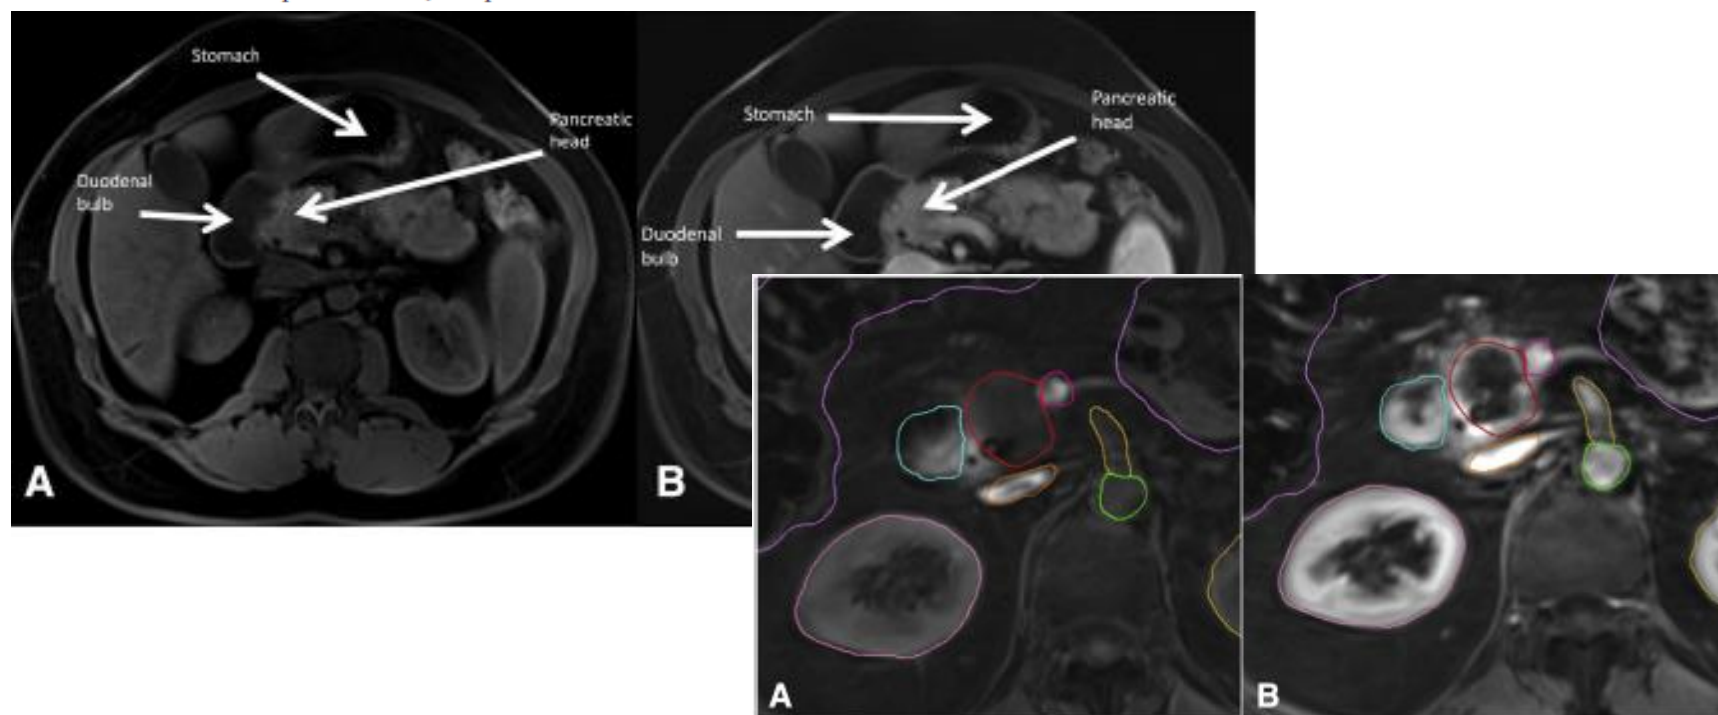 Stomach
Pancreatic
head
Duodenal
bulb
A
Stomach
Pancreatic
head
Duodenal
bulb
B
A
B